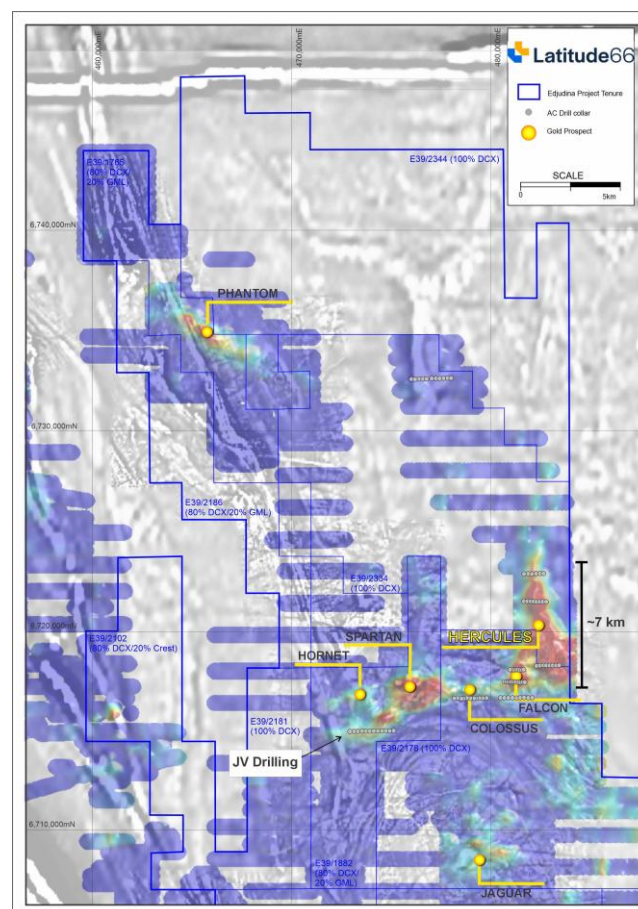 460,000mE
470,000mE
480,000mE
Latitude66
Edjudina Project Tenure
AC Drill collar
Gold Prospect
SCALE
0
5km
E39/1765
(80% DCX/
20% GML)
E39/2344 (100% DCX)
6,740,000mN
PHANTOM
6,730,000mN
E39/2186
(80% DCX/20% GML)
E39/2334
(100% DCX)
~7 km
6,720,000mN
E39/2102
(80% DCX/20% Crest)
SPARTAN
HERCULES
HORNET
FALCON
E39/2181
(100% DCX)
COLOSSUS
JV Drilling
E39/2178 (100% DCX)
6,710,000mN
E39/1882
(80% DCX/
20% GML)
JAGUAR